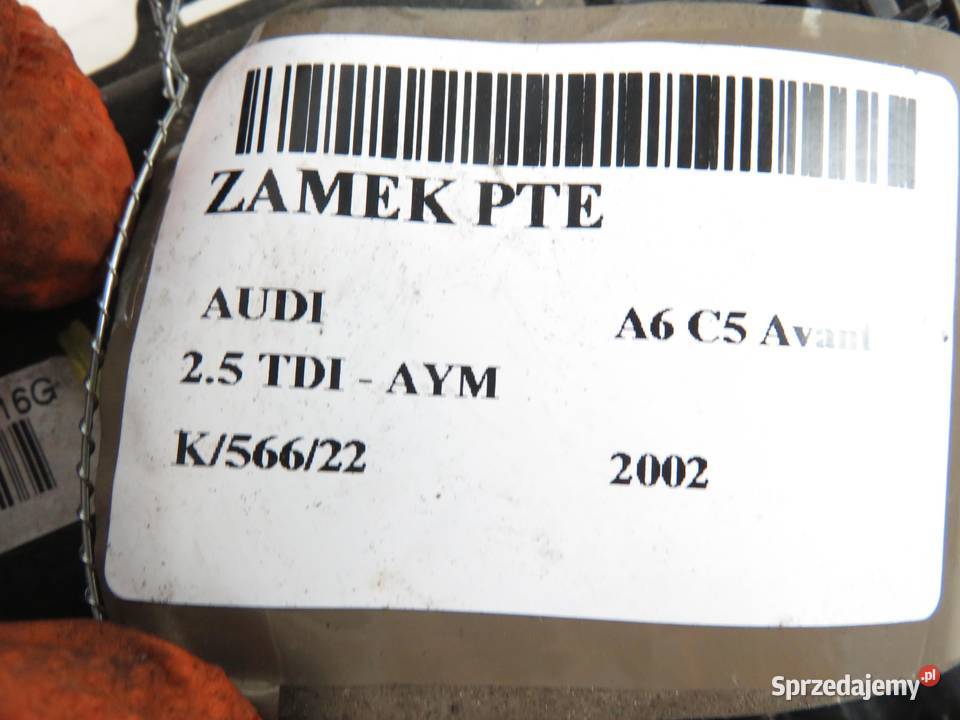 ZAMEK PTE
AUDI A6 C5 Avant
2.5 TDI - AYM
K/566/22 2002
16G
Sprzedajemy.pl